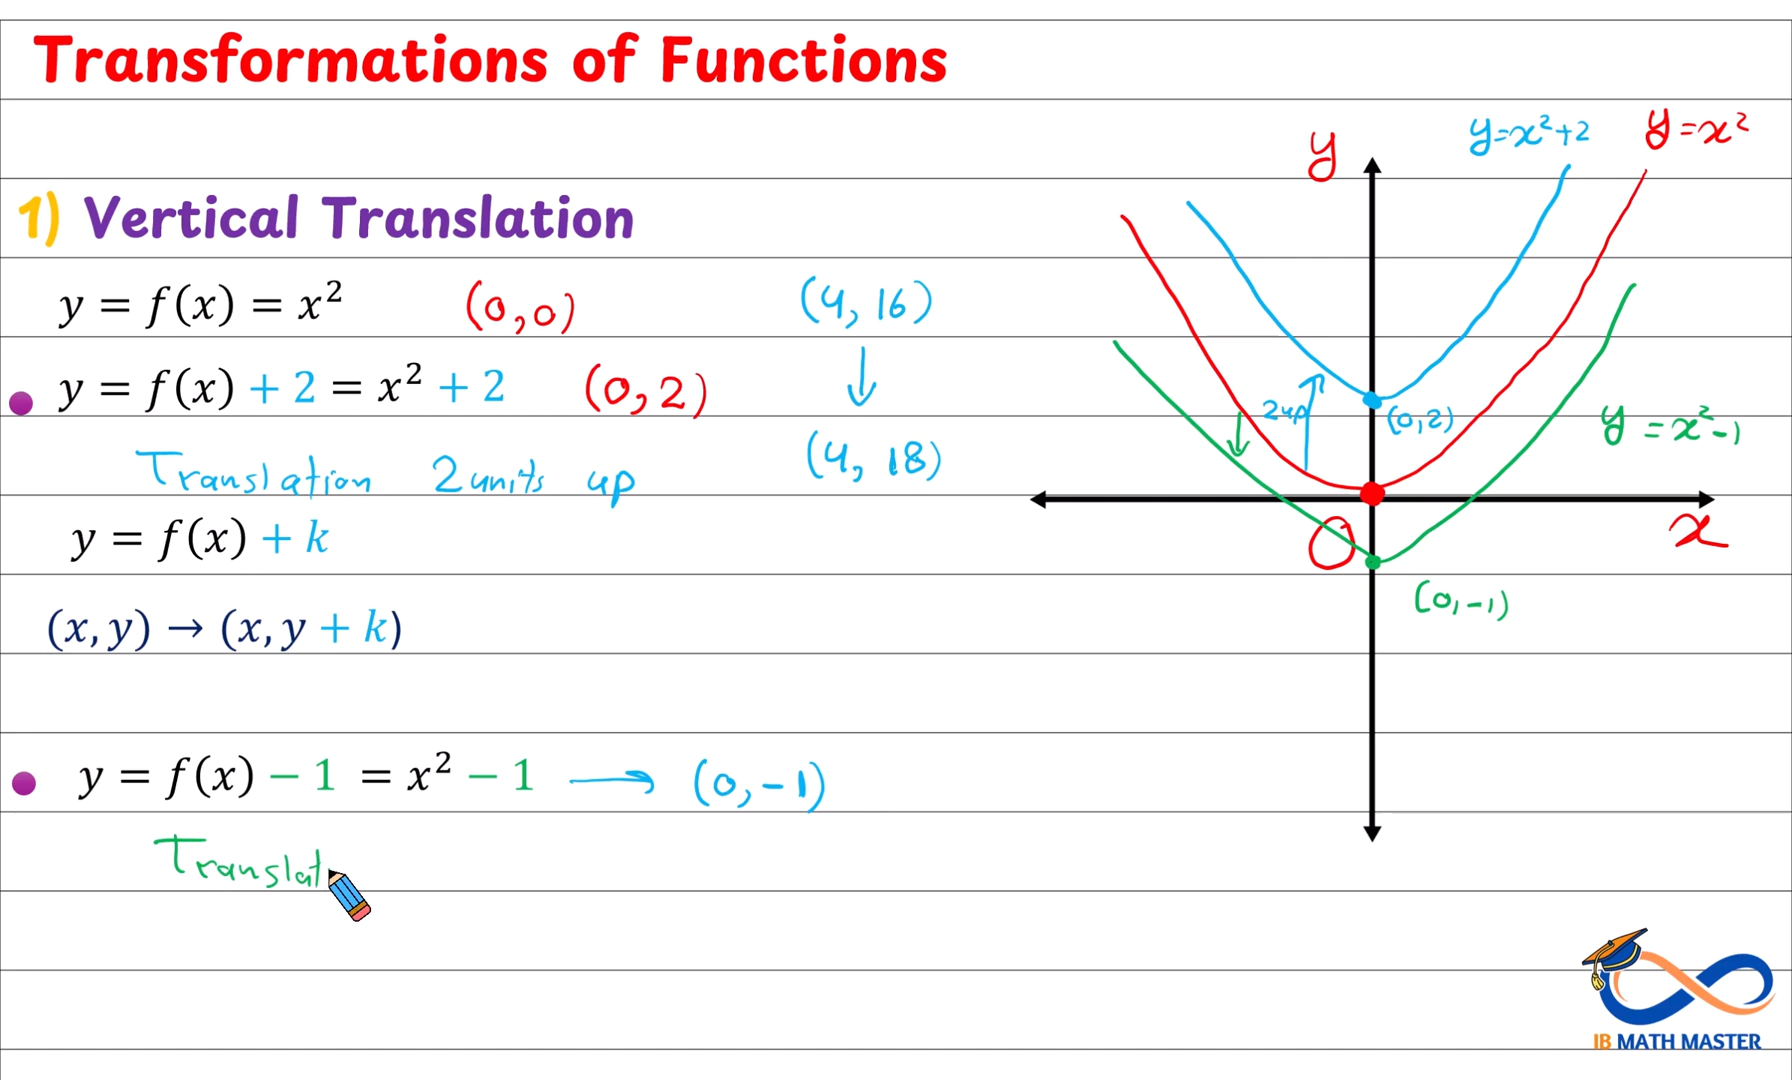 Transformations of Functions
1) Vertical Translation
y = f(x) = x² (0,0) (4, 16)
y = f(x) + 2 = x² + 2 (0,2)
↓
Translation 2 units up (4, 18)
y = f(x) + k
(x, y) → (x, y + k)
y = f(x) − 1 = x² − 1 → (0,−1)
Translat
y=x²+2
y=x²
y
2up
(0,2)
y=x²-1
O
x
(0,-1)
IB MATH MASTER